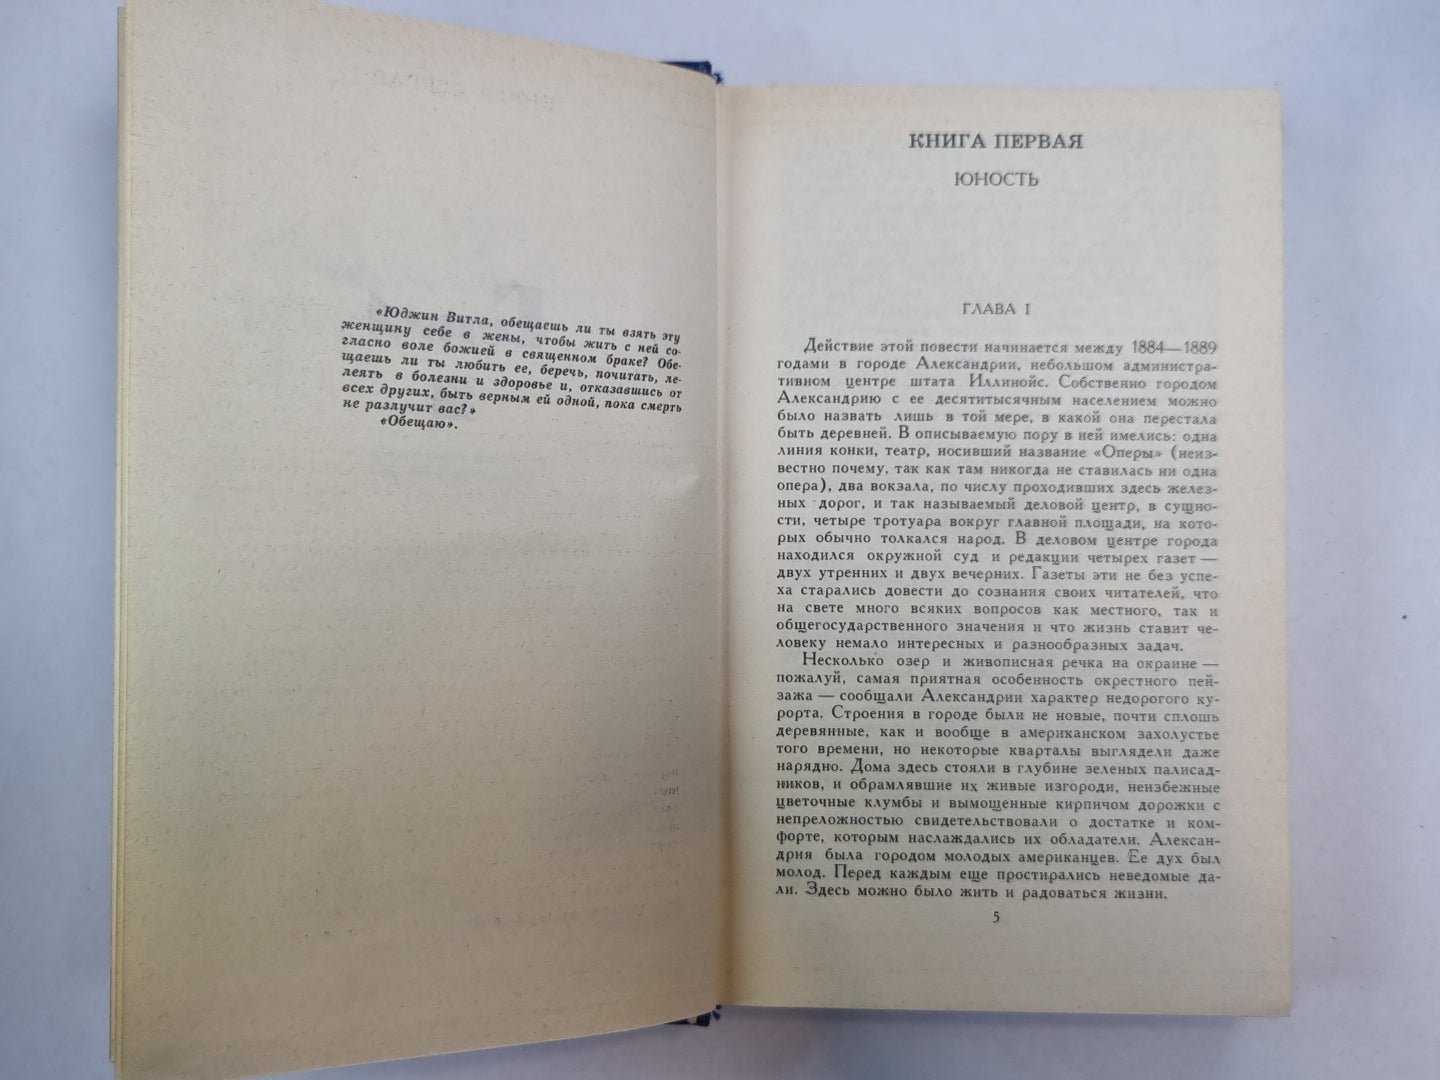 «Юджин Витла, обещаешь ли ты взять эту
женщину себе в жены, чтобы жить с ней со-
гласно воле божией в священном браке? Обе-
щаешь ли ты любить ее, беречь, почитать, ле-
леять в болезни и здоровье и, отказавшись от
всех других, быть верным ей одной, пока смерть
не разлучит вас?»
«Обещаю».
КНИГА ПЕРВАЯ
ЮНОСТЬ
ГЛАВА I
Действие этой повести начинается между 1884—1889
годами в городе Александрии, небольшом администра-
тивном центре штата Иллинойс. Собственно городом
Александрию с ее десятитысячным населением можно
было назвать лишь в той мере, в какой она перестала
быть деревней. В описываемую пору в ней имелись: одна
линия конки, театр, носивший название «Оперы» (неиз-
вестно почему, так как там никогда не ставилась ни одна
опера), два вокзала, по числу проходивших здесь желез-
ных дорог, и так называемый деловой центр, в сущно-
сти, четыре тротуара вокруг главной площади, на кото-
рых обычно толкался народ. В деловом центре города
находился окружной суд и редакции четырех газет —
двух утренних и двух вечерних. Газеты эти не без успе-
ха старались довести до сознания своих читателей, что
на свете много всяких вопросов как местного, так и
общегосударственного значения и что жизнь ставит че-
ловеку немало интересных и разнообразных задач.
Несколько озер и живописная речка на окраине —
пожалуй, самая приятная особенность окрестного пей-
зажа — сообщали Александрии характер недорогого ку-
рорта. Строения в городе были не новые, почти сплошь
деревянные, как и вообще в американском захолустье
того времени, но некоторые кварталы выглядели даже
нарядно. Дома здесь стояли в глубине зеленых палисад-
ников, и обрамлявшие их живые изгороди, неизбежные
цветочные клумбы и вымощенные кирпичом дорожки с
непреложностью свидетельствовали о достатке и ком-
форте, которым наслаждались их обладатели. Алексан-
дрия была городом молодых американцев. Ее дух был
молод. Перед каждым еще простирались неведомые да-
ли. Здесь можно было жить и радоваться жизни.
5